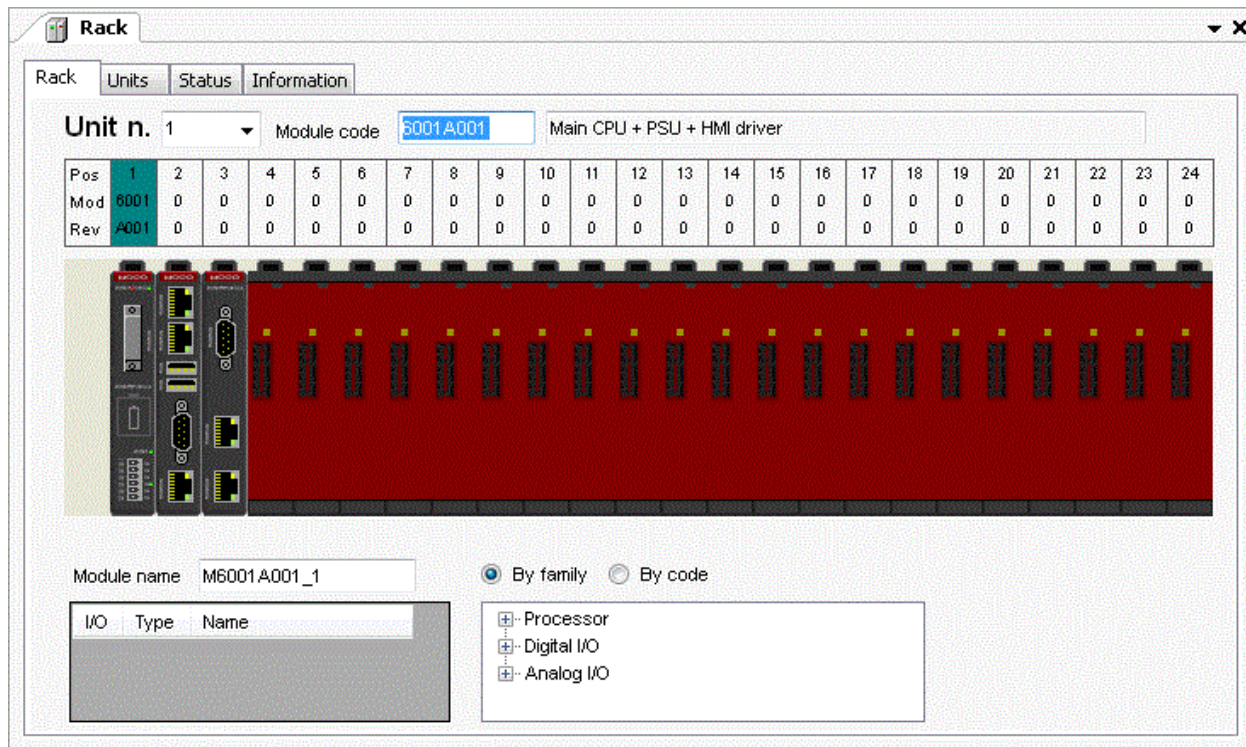 Rack
Rack Units Status Information
Unit n. 1 Module code 6001A001 Main CPU + PSU + HMI driver
Pos 1 2 3 4 5 6 7 8 9 10 11 12 13 14 15 16 17 18 19 20 21 22 23 24
Mod 6001 0 0 0 0 0 0 0 0 0 0 0 0 0 0 0 0 0 0 0 0 0 0 0
Rev A001 0 0 0 0 0 0 0 0 0 0 0 0 0 0 0 0 0 0 0 0 0 0 0
Module name M6001A001_1 By family By code
I/O Type Name
Processor
Digital I/O
Analog I/O